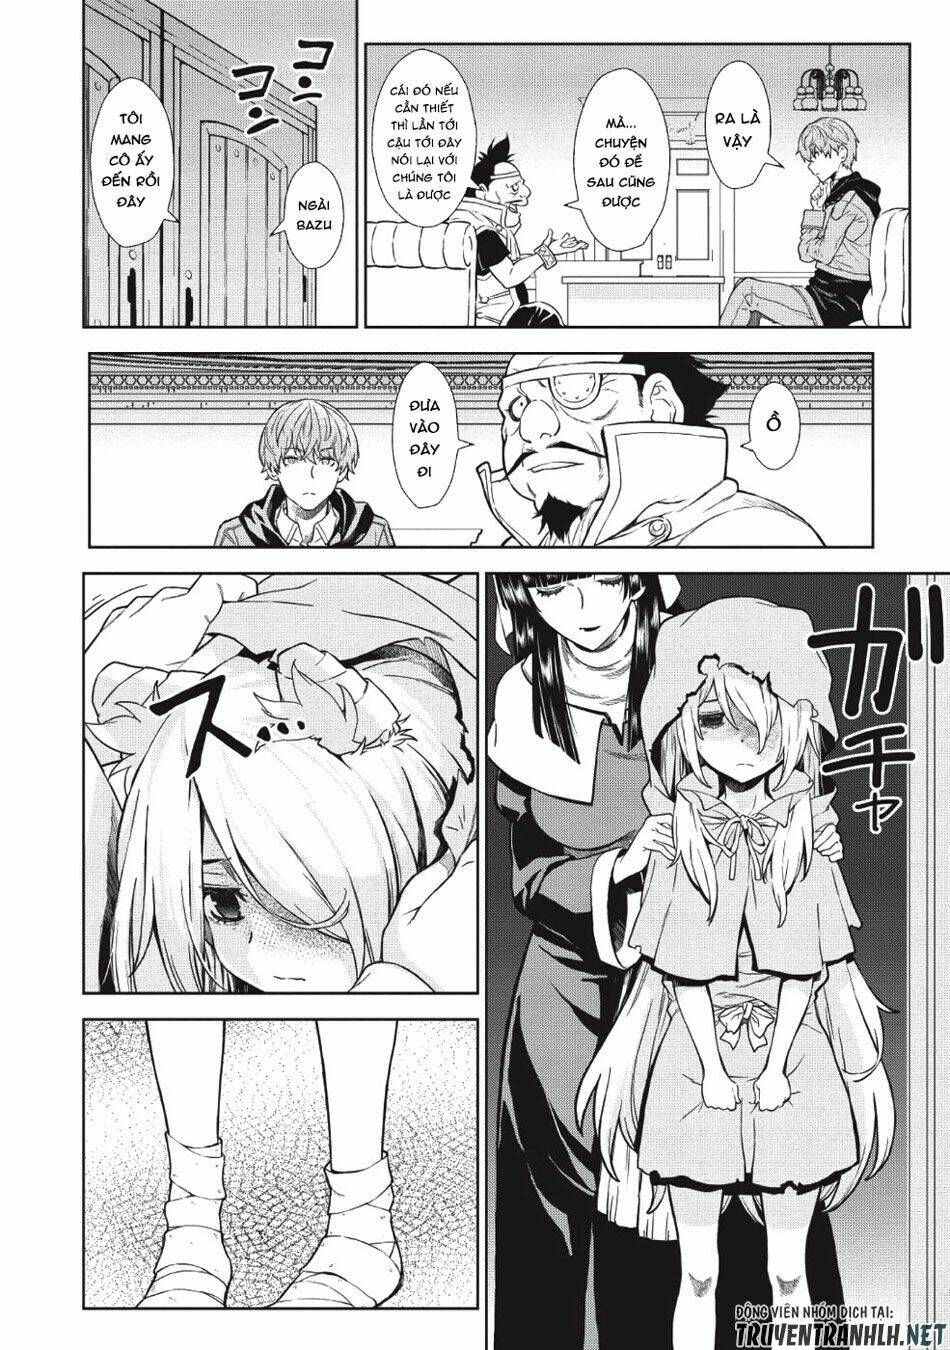 RA LÀ
VẬY
MÀ...
CHUYỆN
ĐÓ ĐỂ
SAU CŨNG
ĐƯỢC
CÁI ĐÓ NẾU
CẦN THIẾT
THÌ LẦN TỚI
CẬU TỚI ĐÂY
NÓI LẠI VỚI
CHÚNG TÔI
LÀ ĐƯỢC
コン
コン
NGÀI
BAZU
TÔI
MANG
CÔ ẤY
ĐẾN RỒI
ĐÂY
Ồ
ĐƯA
VÀO
ĐÂY
ĐI
ガチャ
ス...
ĐỘNG VIÊN NHÓM DỊCH TẠI:
TRUYENTRANHLH.NET